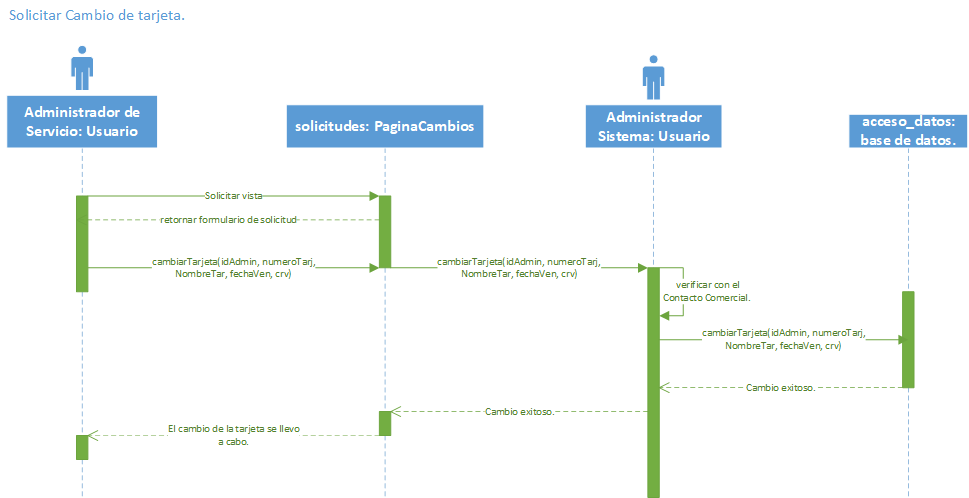 Solicitar Cambio de tarjeta.
Administrador de
Servicio: Usuario
solicitudes: PaginaCambios
Administrador
Sistema: Usuario
acceso_datos:
base de datos.
Solicitar vista
retornar formulario de solicitud
cambiarTarjeta(idAdmin, numeroTarj,
NombreTar, fechaVen, crv)
cambiarTarjeta(idAdmin, numeroTarj,
NombreTar, fechaVen, crv)
verificar con el
Contacto Comercial.
cambiarTarjeta(idAdmin, numeroTarj,
NombreTar, fechaVen, crv)
Cambio exitoso.
Cambio exitoso.
El cambio de la tarjeta se llevo
a cabo.